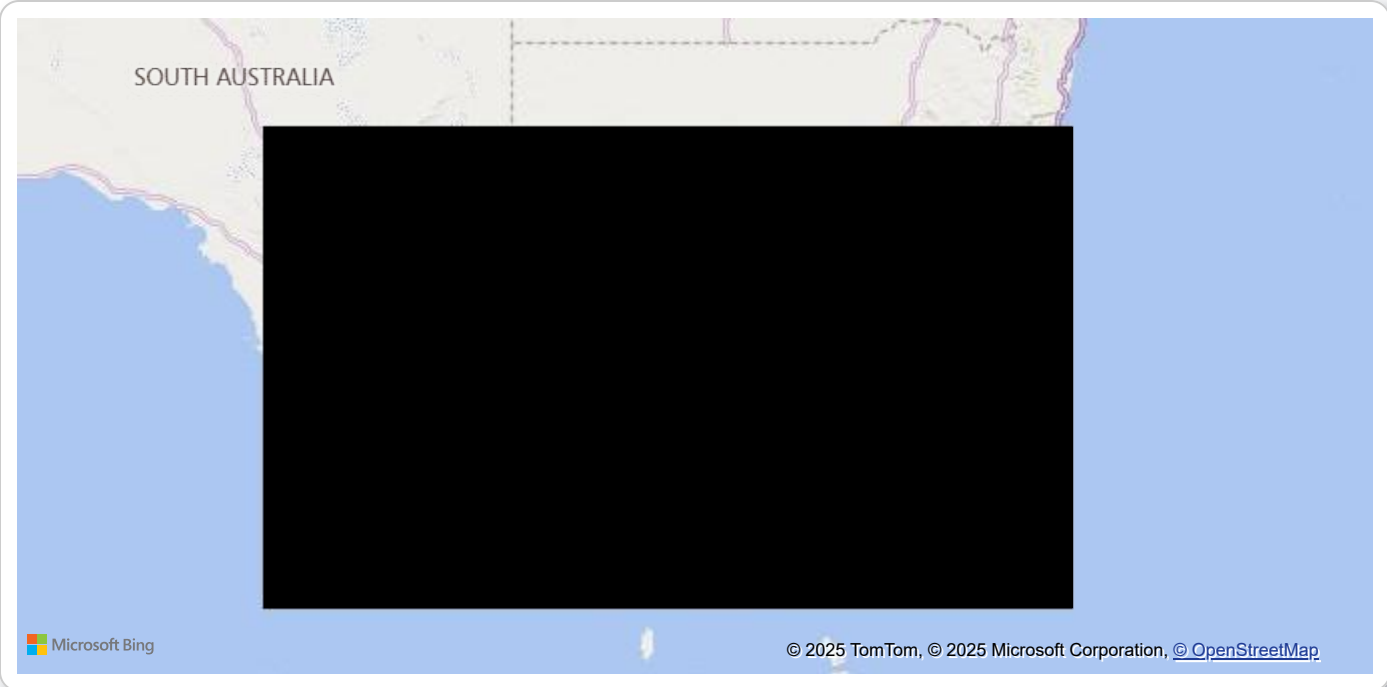 SOUTH AUSTRALIA
Microsoft Bing
© 2025 TomTom, © 2025 Microsoft Corporation, © OpenStreetMap